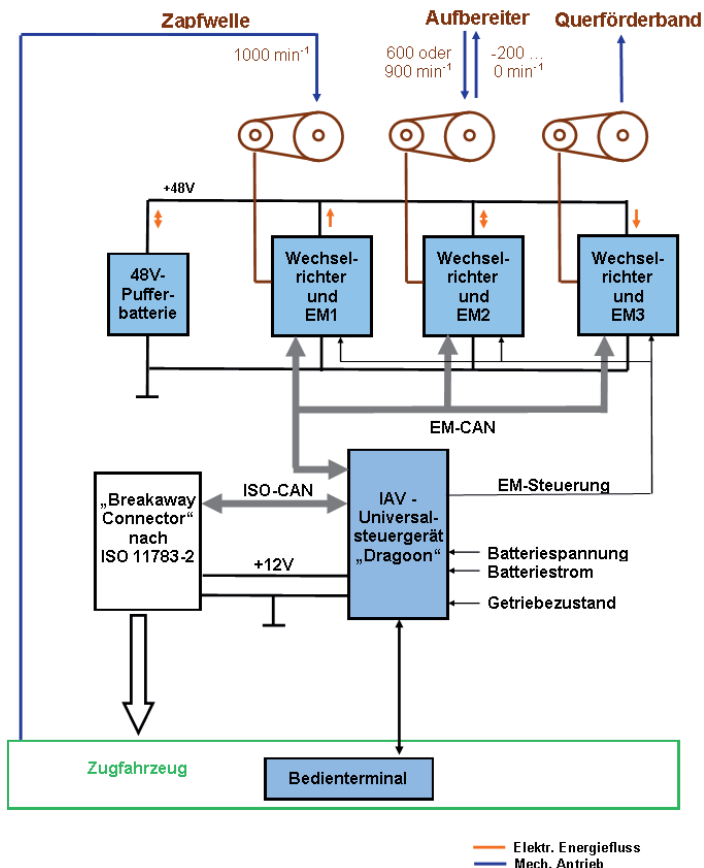 Zapfwelle
Aufbereiter
Querförderband
1000 min⁻¹
600 oder
900 min⁻¹
-200 ...
0 min⁻¹
+48V
48V-
Puffer-
batterie
Wechsel-
richter
und
EM1
Wechsel-
richter
und
EM2
Wechsel-
richter
und
EM3
EM-CAN
„Breakaway
Connector“
nach
ISO 11783-2
ISO-CAN
+12V
IAV -
Universal-
steuergerät
„Dragoon“
EM-Steuerung
Batteriespannung
Batteriestrom
Getriebezustand
Zugfahrzeug
Bedienterminal
Elektr. Energiefluss
Mech. Antrieb